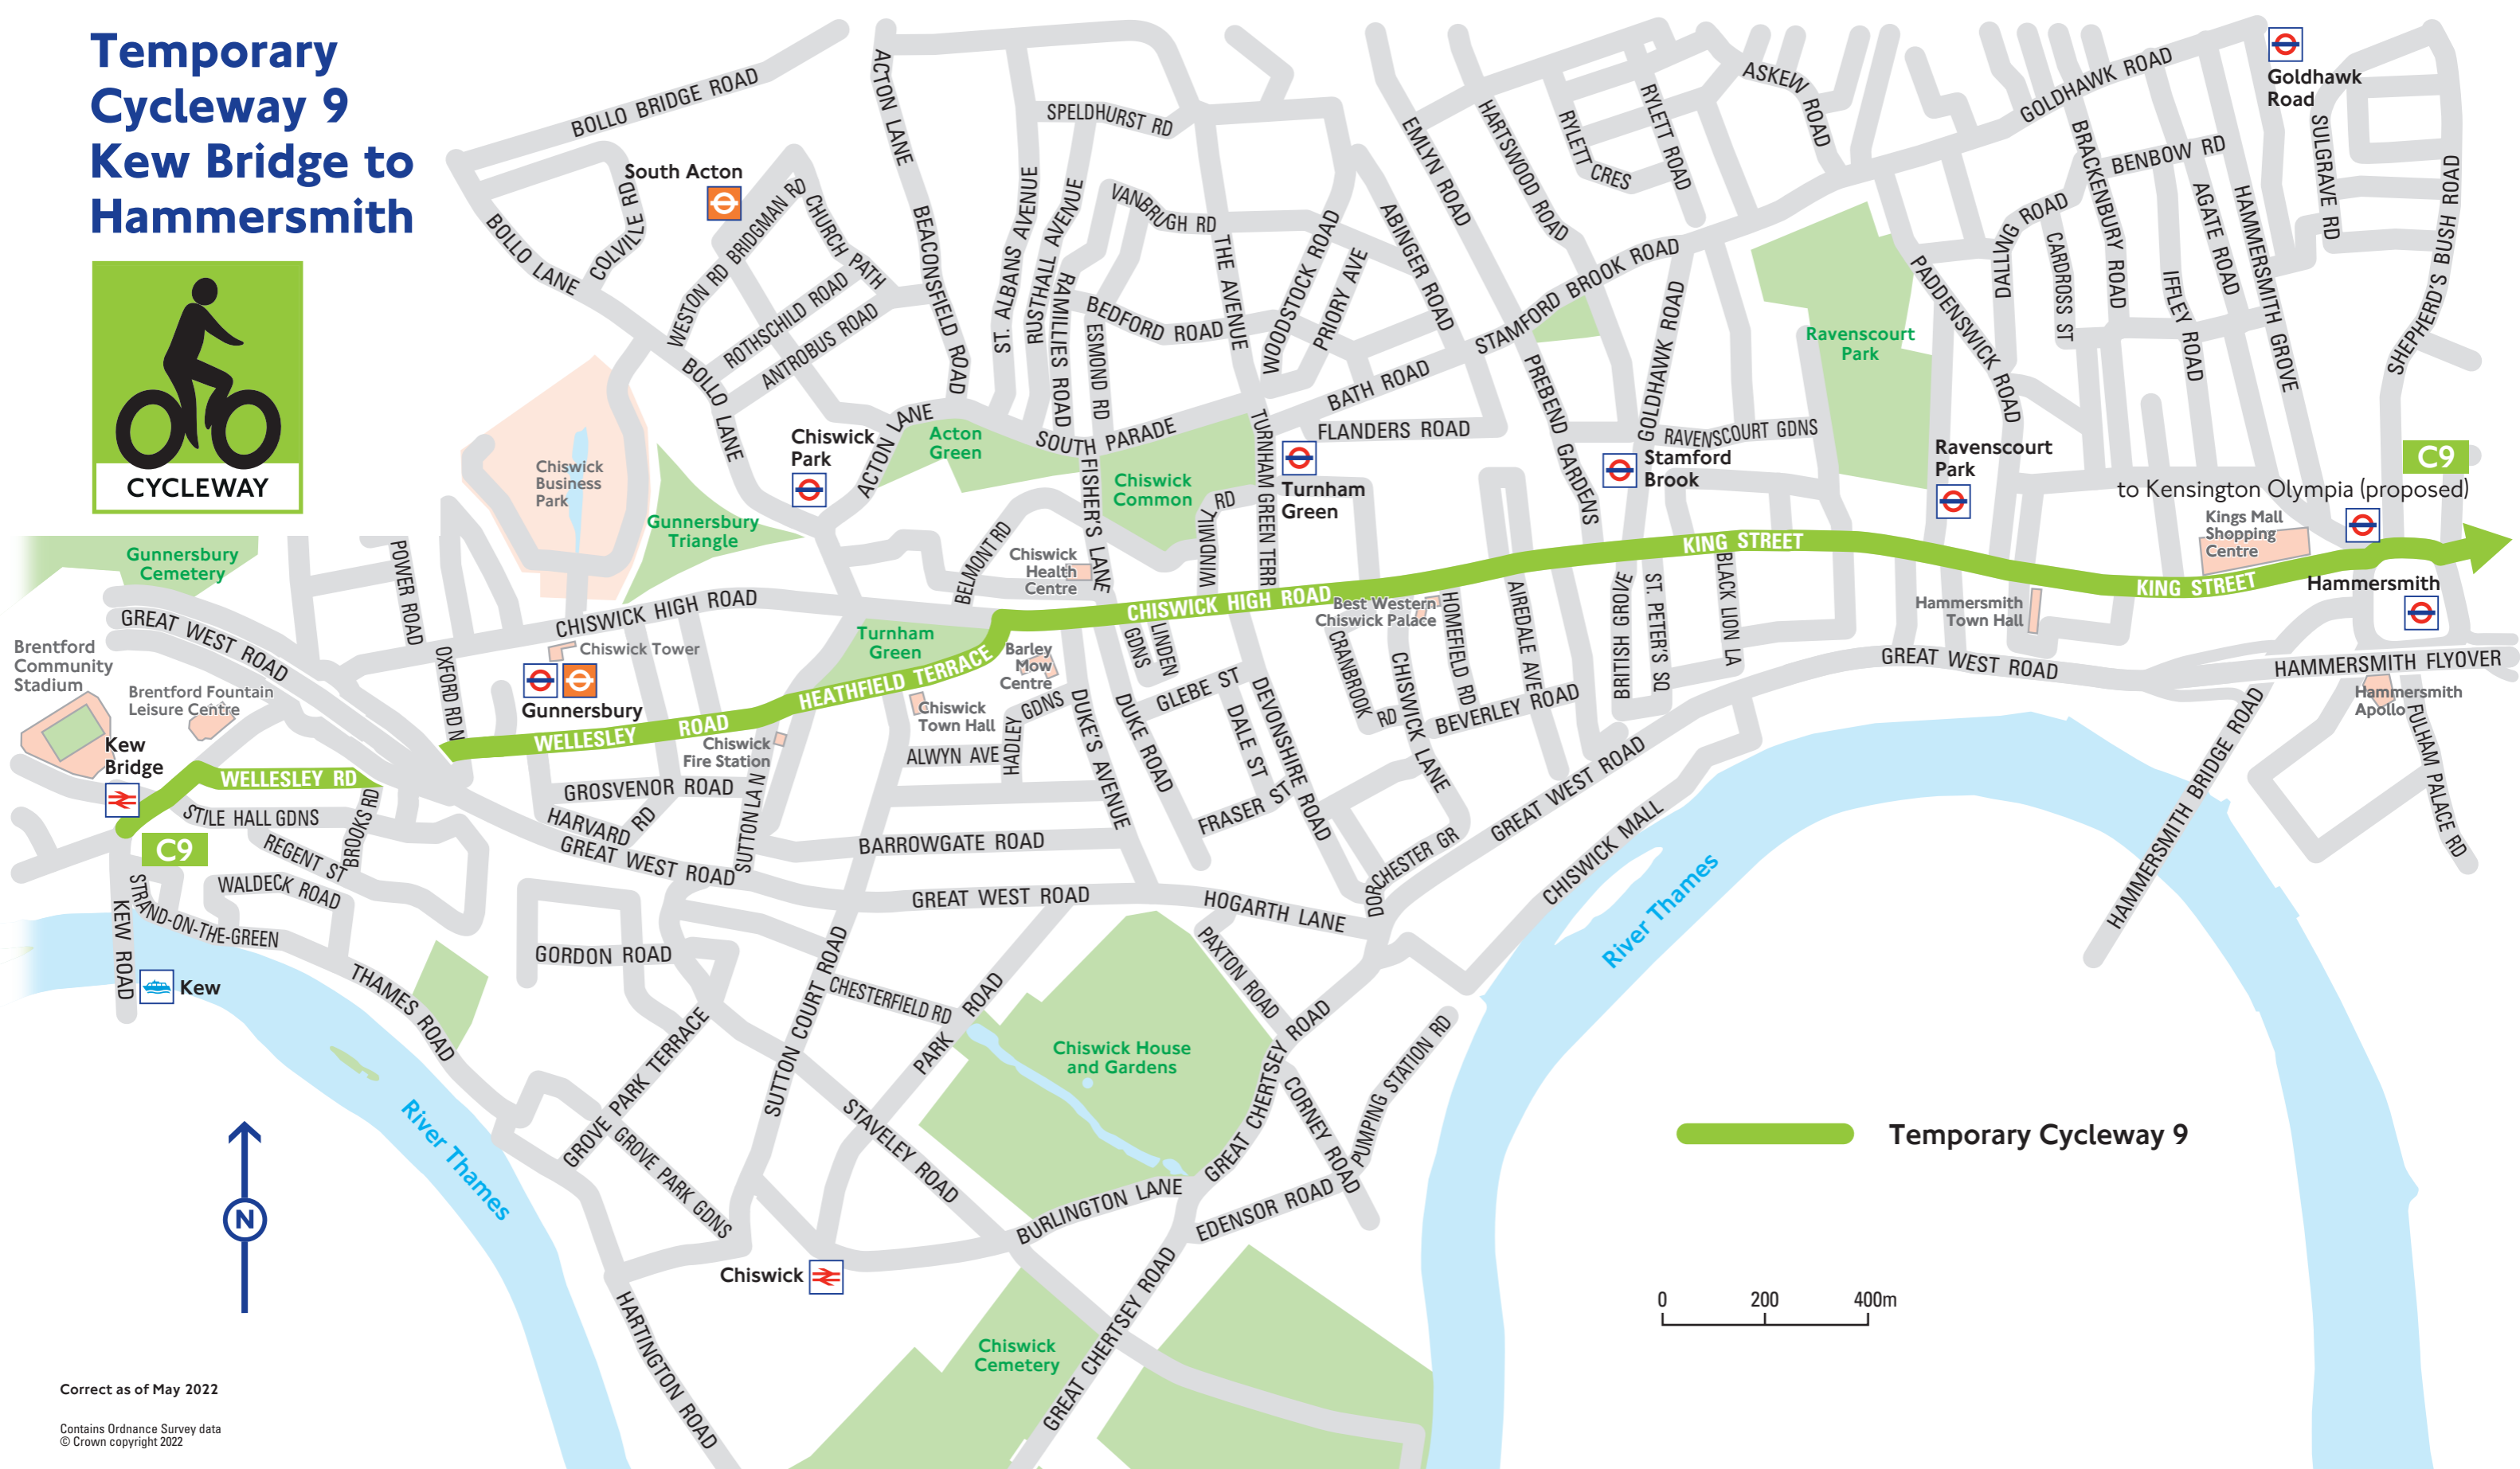 Temporary
Cycleway 9
Kew Bridge to
Hammersmith
CYCLEWAY
BOLLO BRIDGE ROAD
ACTON LANE
SPELDHURST RD
EMLYN ROAD
HARTSWOOD ROAD
RYLETT CRES
RYLETT ROAD
ASKEW ROAD
GOLDHAWK ROAD
Goldhawk
Road
South Acton
COLVILLE RD
BOLLO LANE
WESTON RD
BRIDGMAN RD
CHURCH PATH
ROTHSCHILD ROAD
ANTROBUS ROAD
BOLLO LANE
BEACONSFIELD ROAD
ST. ALBANS AVENUE
RUSTHALL AVENUE
RAMILLIES ROAD
VANBRUGH RD
BEDFORD ROAD
ESMOND RD
THE AVENUE
WOODSTOCK ROAD
PRIORY AVE
ABINGER ROAD
STAMFORD BROOK ROAD
BATH ROAD
FLANDERS ROAD
PREBEND GARDENS
GOLDHAWK ROAD
RAVENSCOURT GDNS
Ravenscourt
Park
PADDENSWICK ROAD
DALLING ROAD
CARDROSS ST
BRACKENBURY ROAD
BENBOW RD
AGATE ROAD
IFFLEY ROAD
HAMMERSMITH GROVE
SULGRAVE RD
SHEPHERD'S BUSH ROAD
Chiswick
Business
Park
Gunnersbury
Triangle
Chiswick
Park
ACTON LANE
Acton
Green
SOUTH PARADE
Chiswick
Common
FISHER'S LANE
WINDMILL RD
TURNHAM GREEN TERR
Turnham
Green
Stamford
Brook
Ravenscourt
Park
C9
to Kensington Olympia (proposed)
Kings Mall
Shopping
Centre
Hammersmith
Gunnersbury
Cemetery
GREAT WEST ROAD
POWER ROAD
OXFORD RD N
CHISWICK HIGH ROAD
Chiswick Tower
Gunnersbury
BELMONT RD
Chiswick
Health
Centre
Turnham
Green
Barley
Mow
Centre
CHISWICK HIGH ROAD
KING STREET
KING STREET
Best Western
Chiswick Palace
Hammersmith
Town Hall
HEATHFIELD TERRACE
WELLESLEY ROAD
Chiswick
Town Hall
Chiswick
Fire Station
Brentford
Community
Stadium
Brentford Fountain
Leisure Centre
Kew
Bridge
WELLESLEY RD
C9
STILE HALL GDNS
REGENT ST
BROOKS RD
WALDECK ROAD
STRAND-ON-THE-GREEN
KEW ROAD
Kew
GROSVENOR ROAD
HARVARD RD
GREAT WEST ROAD
SUTTON LA N
ALWYN AVE
HADLEY GDNS
DUKE'S AVENUE
BARROWGATE ROAD
LINDEN GDNS
DUKE ROAD
GLEBE ST
DALE ST
FRASER ST
DEVONSHIRE ROAD
CRANBROOK RD
CHISWICK LANE
HOMEFIELD RD
AIREDALE AVE
BEVERLEY ROAD
BRITISH GROVE
ST. PETER'S SQ
BLACK LION LA
GREAT WEST ROAD
HAMMERSMITH FLYOVER
Hammersmith
Apollo
FULHAM PALACE RD
HAMMERSMITH BRIDGE ROAD
GREAT WEST ROAD
HOGARTH LANE
DORCHESTER GR
GREAT WEST ROAD
CHISWICK MALL
River Thames
GORDON ROAD
THAMES ROAD
SUTTON COURT ROAD
CHESTERFIELD RD
PARK ROAD
PAXTON ROAD
Chiswick House
and Gardens
GREAT CHERTSEY ROAD
CORNEY ROAD
PUMPING STATION RD
GROVE PARK TERRACE
GROVE PARK GDNS
STAVELEY ROAD
BURLINGTON LANE
EDENSOR ROAD
River Thames
N
Chiswick
HARTINGTON ROAD
Chiswick
Cemetery
GREAT CHERTSEY ROAD
Temporary Cycleway 9
0 200 400m
Correct as of May 2022
Contains Ordnance Survey data
© Crown copyright 2022